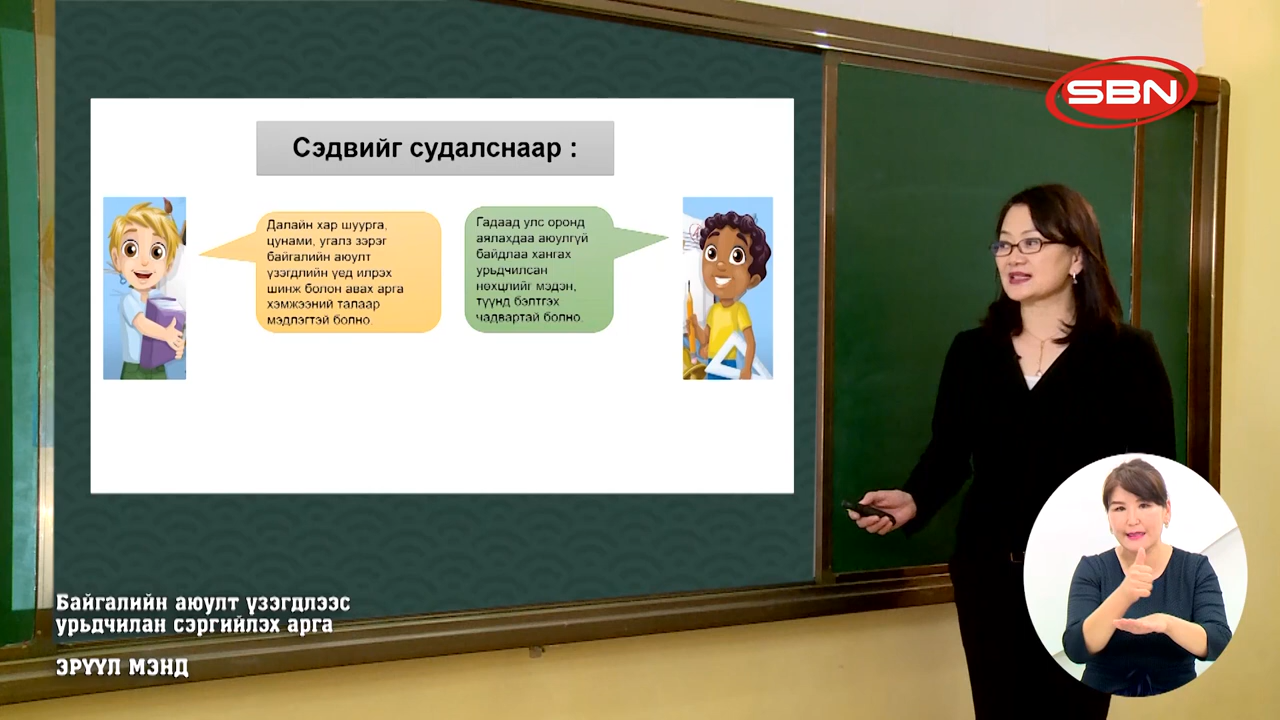 SBN
Сэдвийг судалснаар :
Далайн хар шуурга,
цунами, угалз зэрэг
байгалийн аюулт
үзэгдлийн үед илрэх
шинж болон авах арга
хэмжээний талаар
мэдлэгтэй болно.
Гадаад улс оронд
аялахдаа аюулгүй
байдлаа хангах
урьдчилсан
нөхцлийг мэдэн,
түүнд бэлтгэх
чадвартай болно.
Байгалийн аюулт үзэгдлээс
урьдчилан сэргийлэх арга
ЭРҮҮЛ МЭНД